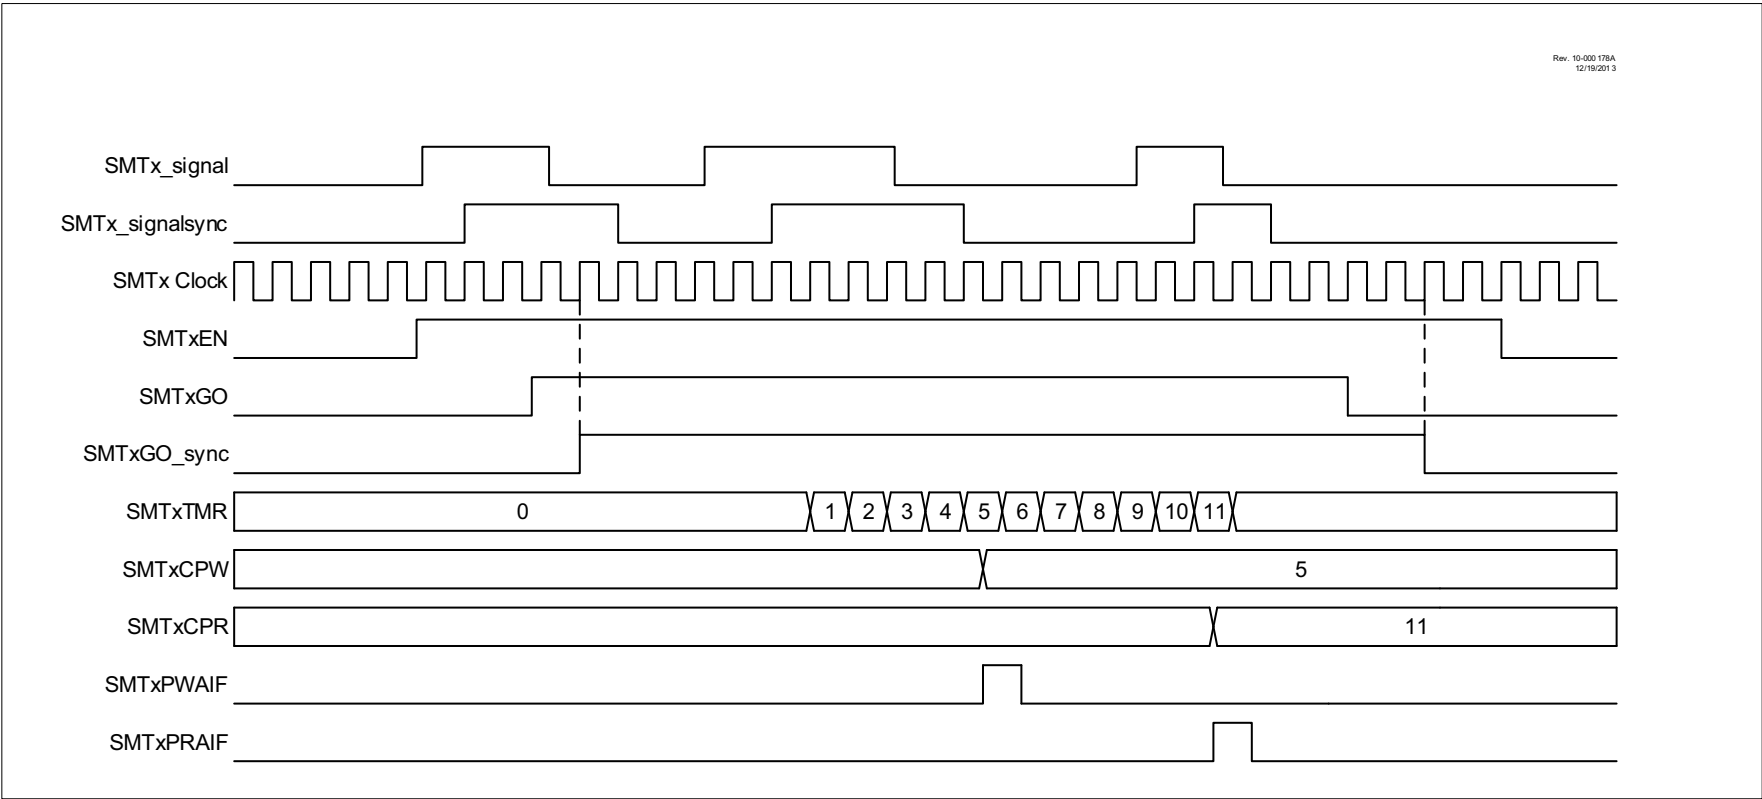 Rev. 10-000 178A
12/19/201 3
SMTx_signal
SMTx_signalsync
SMTx Clock
SMTxEN
SMTxGO
SMTxGO_sync
SMTxTMR 0 1 2 3 4 5 6 7 8 9 10 11
SMTxCPW 5
SMTxCPR 11
SMTxPWAIF
SMTxPRAIF